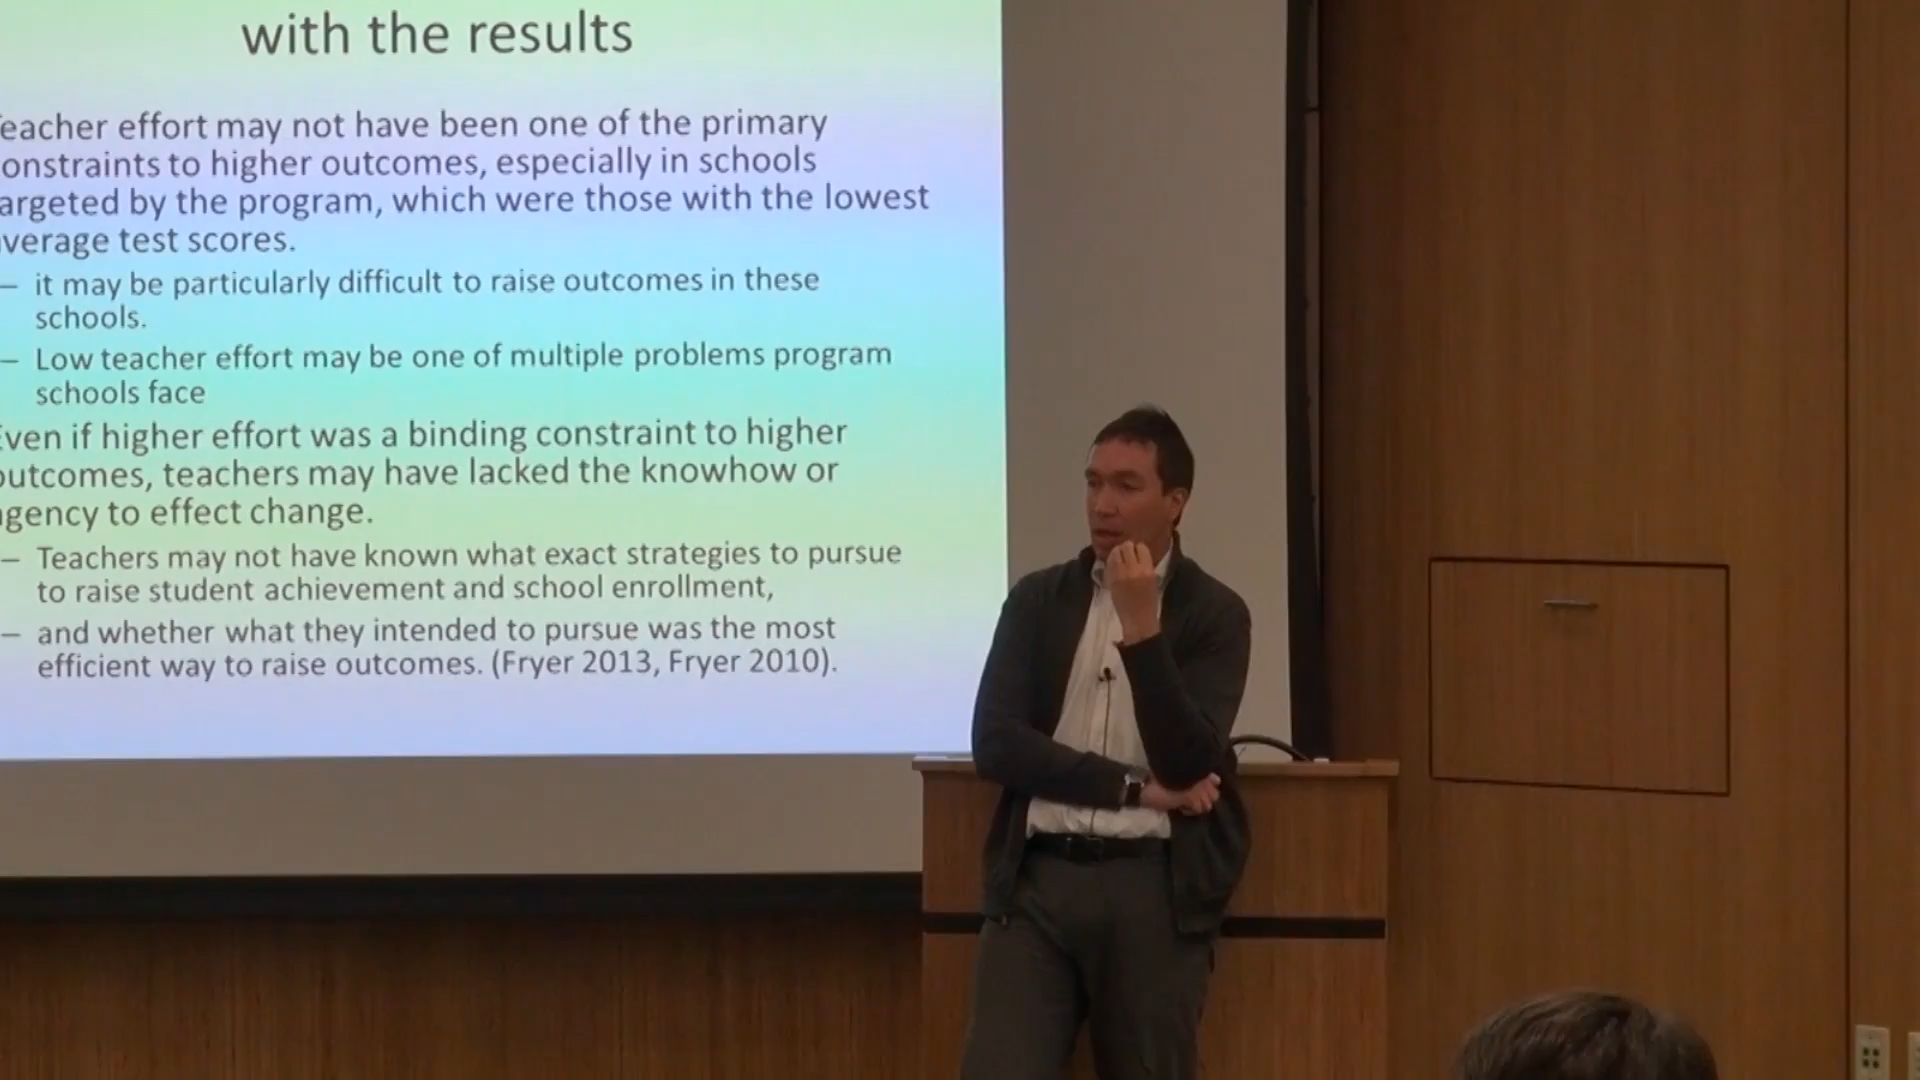 with the results
eacher effort may not have been one of the primary
onstraints to higher outcomes, especially in schools
argeted by the program, which were those with the lowest
verage test scores.
– it may be particularly difficult to raise outcomes in these
schools.
– Low teacher effort may be one of multiple problems program
schools face
ven if higher effort was a binding constraint to higher
outcomes, teachers may have lacked the knowhow or
gency to effect change.
– Teachers may not have known what exact strategies to pursue
to raise student achievement and school enrollment,
– and whether what they intended to pursue was the most
efficient way to raise outcomes. (Fryer 2013, Fryer 2010).